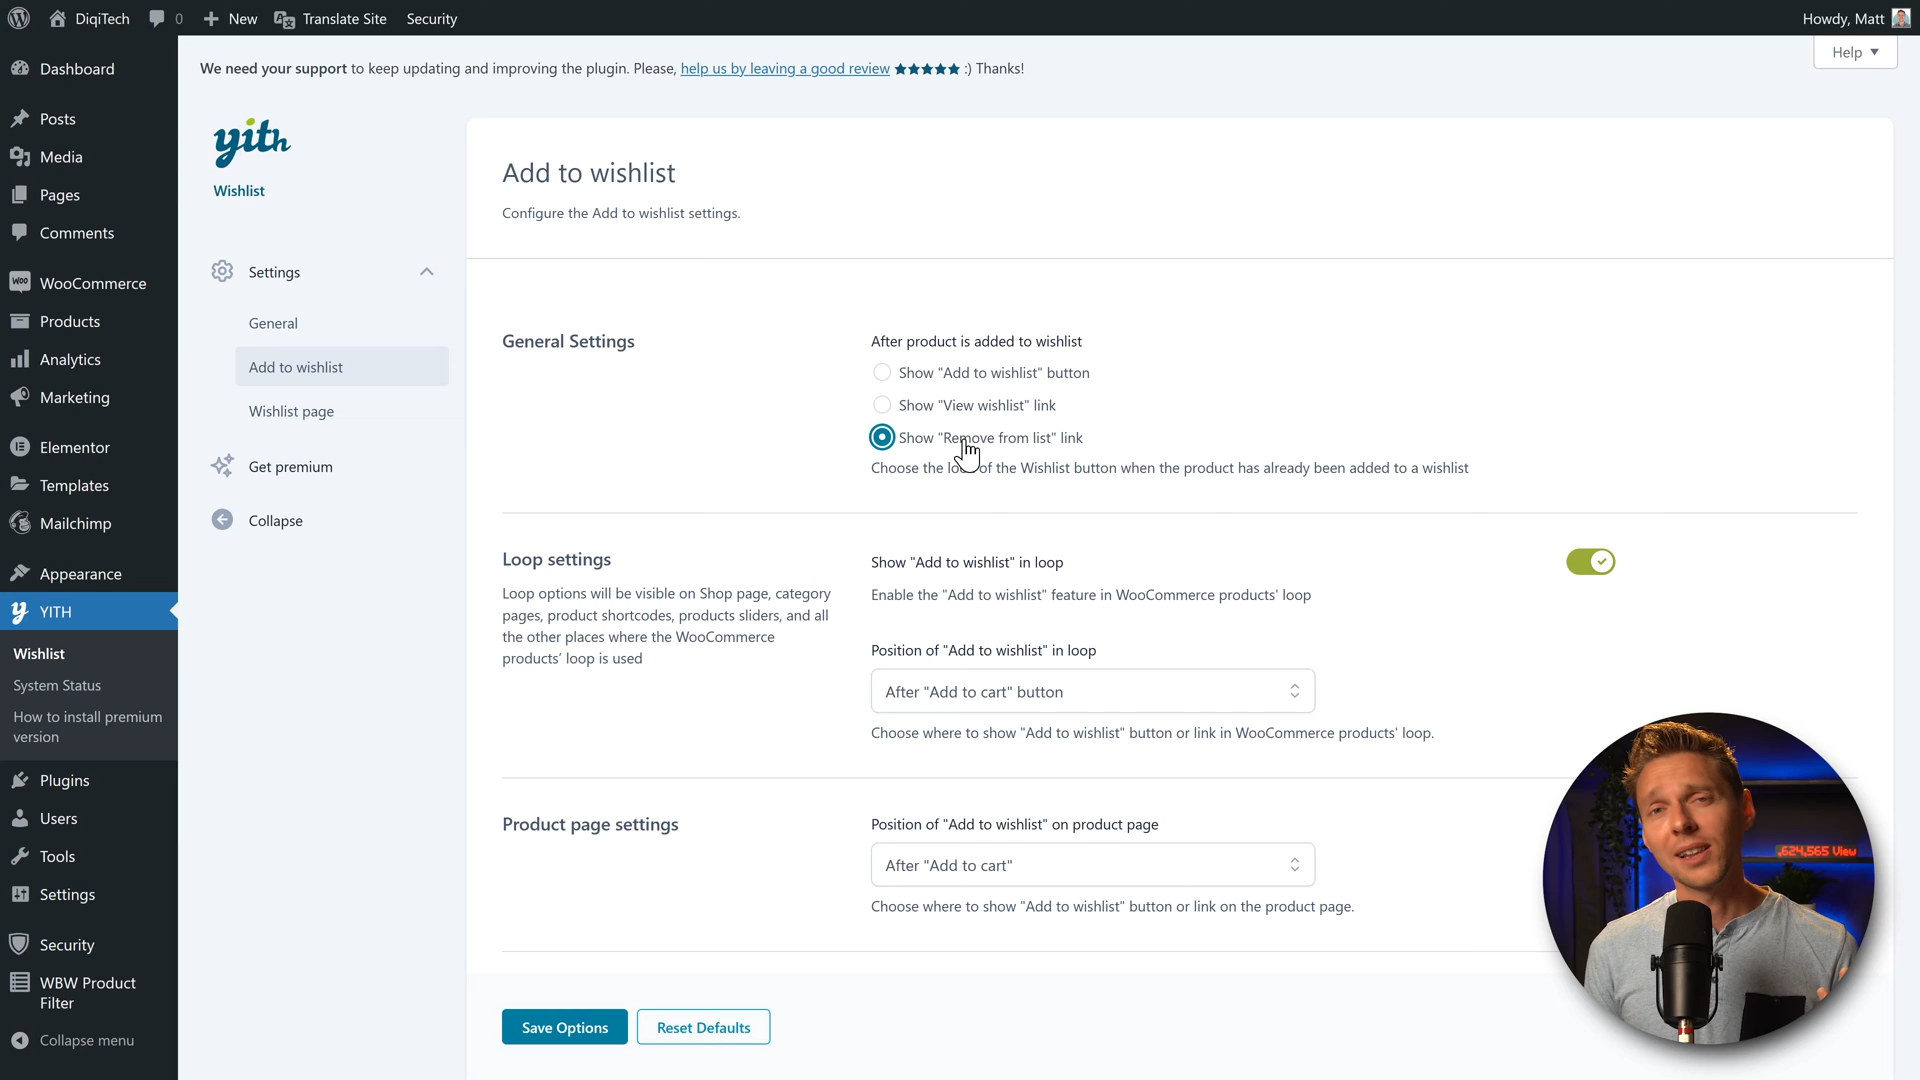 DiqiTech
0
New
Translate Site
Security
Howdy, Matt
Help
Dashboard
Posts
Media
Pages
Comments
WooCommerce
Products
Analytics
Marketing
Elementor
Templates
Mailchimp
Appearance
YITH
Wishlist
System Status
How to install premium
version
Plugins
Users
Tools
Settings
Security
WBW Product
Filter
Collapse menu
We need your support to keep updating and improving the plugin. Please, help us by leaving a good review ★★★★★ :) Thanks!
yith
Wishlist
Settings
General
Add to wishlist
Wishlist page
Get premium
Collapse
Add to wishlist
Configure the Add to wishlist settings.
General Settings
After product is added to wishlist
Show "Add to wishlist" button
Show "View wishlist" link
Show "Remove from list" link
Choose the of the Wishlist button when the product has already been added to a wishlist
Loop settings
Loop options will be visible on Shop page, category
pages, product shortcodes, products sliders, and all
the other places where the WooCommerce
products' loop is used
Show "Add to wishlist" in loop
Enable the "Add to wishlist" feature in WooCommerce products' loop
Position of "Add to wishlist" in loop
After "Add to cart" button
Choose where to show "Add to wishlist" button or link in WooCommerce products' loop.
Product page settings
Position of "Add to wishlist" on product page
After "Add to cart"
Choose where to show "Add to wishlist" button or link on the product page.
Save Options
Reset Defaults
,624,565 View